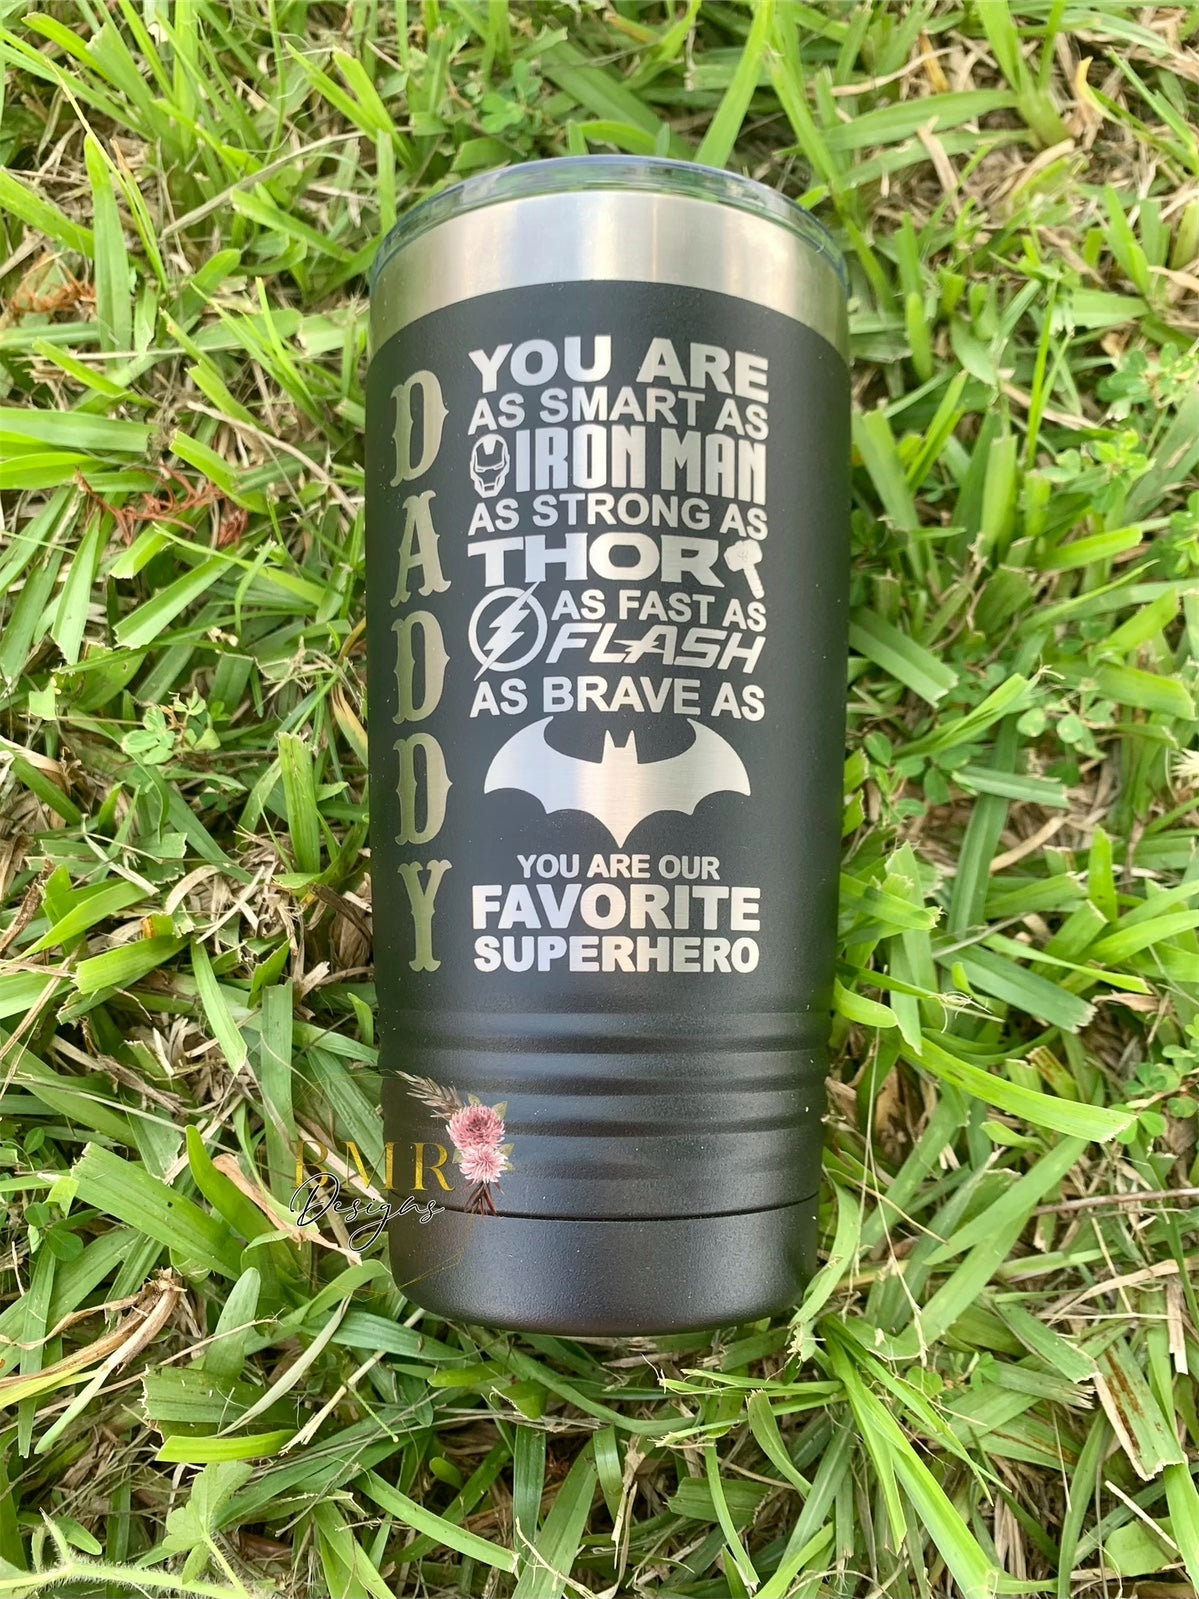 DADDY
YOU ARE
AS SMART AS
IRON MAN
AS STRONG AS
THOR
AS FAST AS
FLASH
AS BRAVE AS
YOU ARE OUR
FAVORITE
SUPERHERO
BMR
Designs